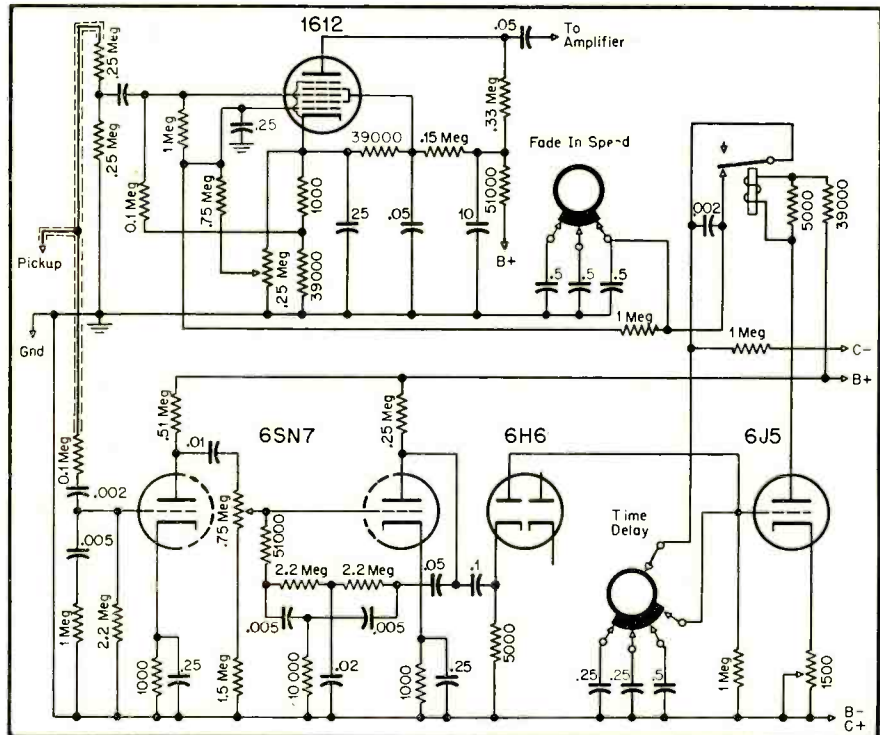 1612
.05
To
Amplifier
.25 Meg
.33 Meg
Fade In Speed
.25 Meg
1 Meg
.25
39000
.15 Meg
0.1 Meg
.75 Meg
1000
.25 Meg
39000
25
.05
10
51000
B+
.5
.5
.5
.002
5000
39000
Pickup
Gnd
1 Meg
1 Meg
C-
B+
.51 Meg
6SN7
.25 Meg
6H6
6J5
0.1 Meg
.002
.01
.75 Meg
.005
51000
2.2 Meg
2.2 Meg
.05
.1
Time
Delay
.005
.005
1 Meg
2.2 Meg
1000
.25
1.5 Meg
10000
.02
1000
.25
5000
.25
.25
.5
1 Meg
1500
B-
C+